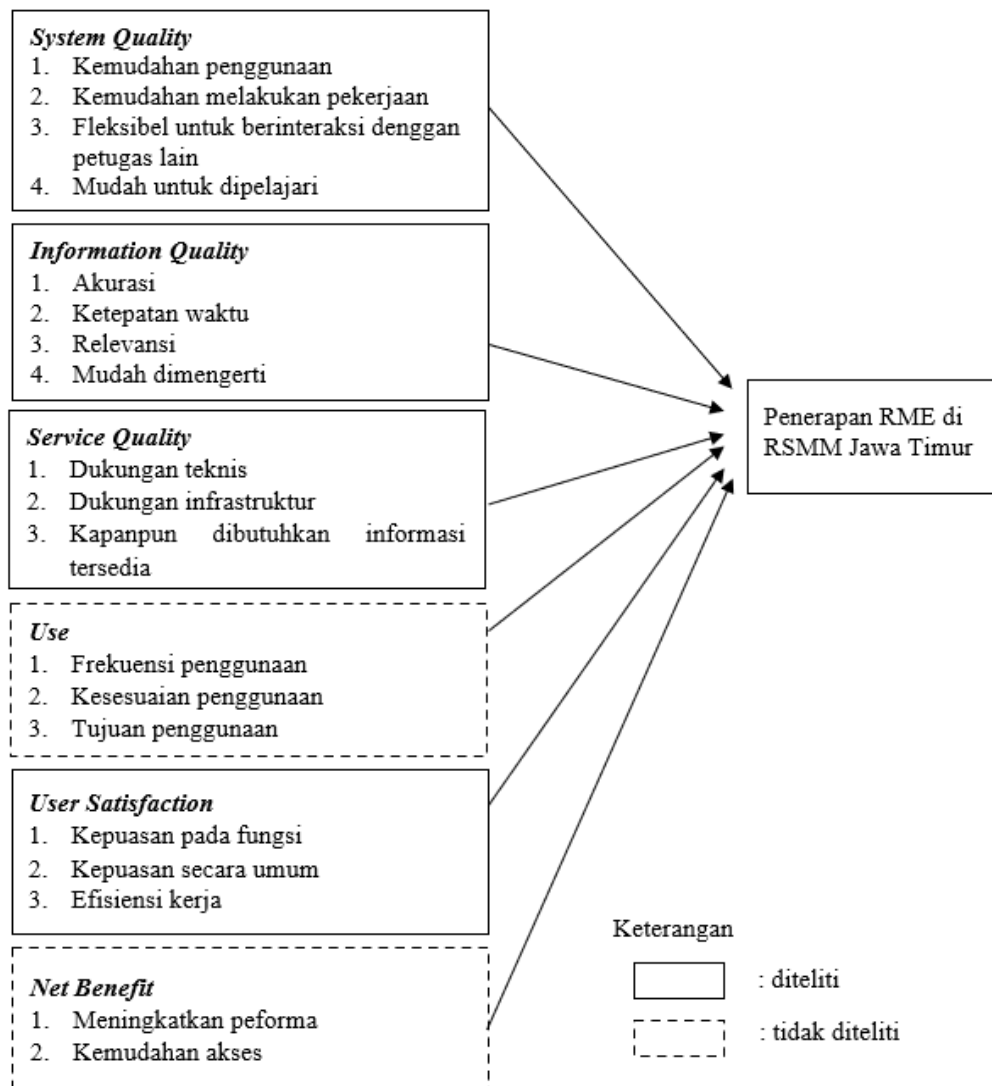 System Quality
1. Kemudahan penggunaan
2. Kemudahan melakukan pekerjaan
3. Fleksibel untuk berinteraksi denggan
petugas lain
4. Mudah untuk dipelajari
Information Quality
1. Akurasi
2. Ketepatan waktu
3. Relevansi
4. Mudah dimengerti
Service Quality
1. Dukungan teknis
2. Dukungan infrastruktur
3. Kapanpun dibutuhkan informasi
tersedia
Use
1. Frekuensi penggunaan
2. Kesesuaian penggunaan
3. Tujuan penggunaan
User Satisfaction
1. Kepuasan pada fungsi
2. Kepuasan secara umum
3. Efisiensi kerja
Net Benefit
1. Meningkatkan peforma
2. Kemudahan akses
Penerapan RME di
RSMM Jawa Timur
Keterangan
: diteliti
: tidak diteliti